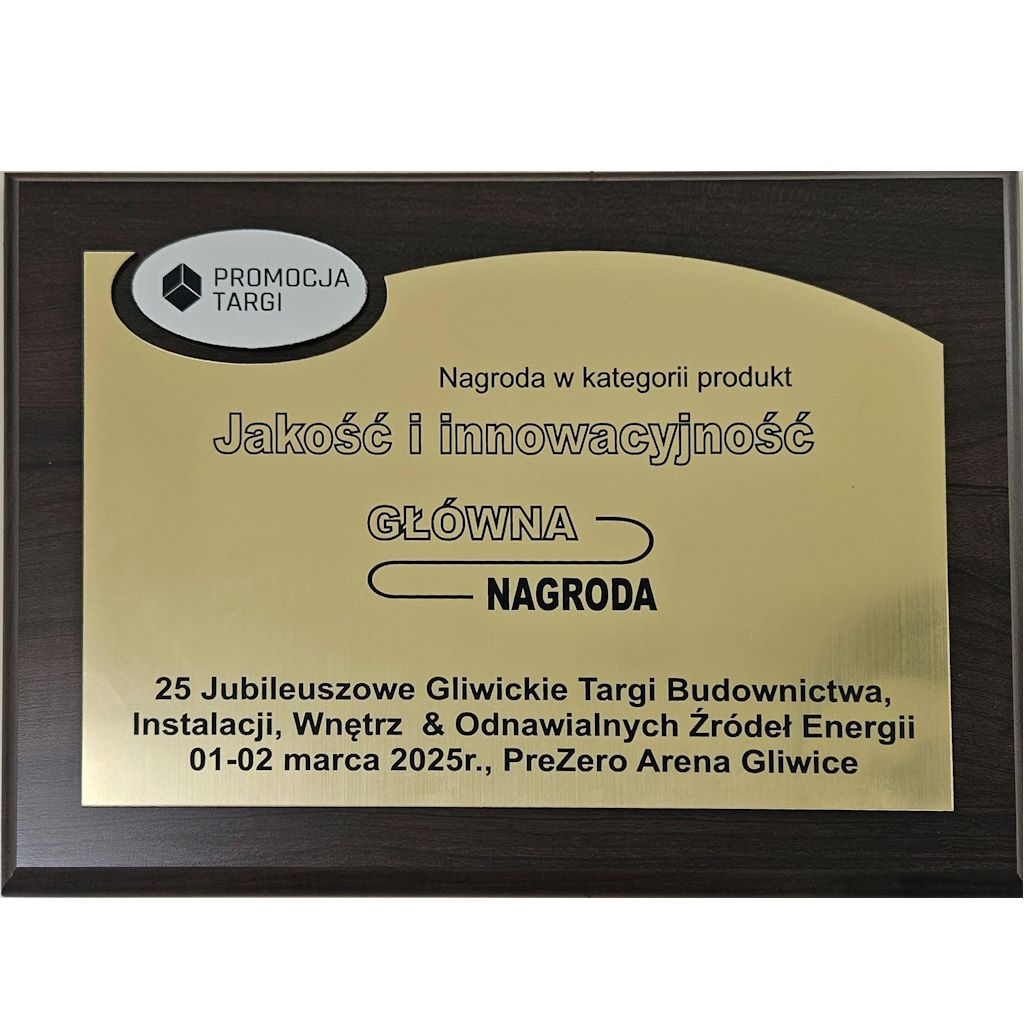 PROMOCJA
TARGI
Nagroda w kategorii produkt
Jakość i innowacyjność
GŁÓWNA
NAGRODA
25 Jubileuszowe Gliwickie Targi Budownictwa,
Instalacji, Wnętrz & Odnawialnych Źródeł Energii
01-02 marca 2025r., PreZero Arena Gliwice